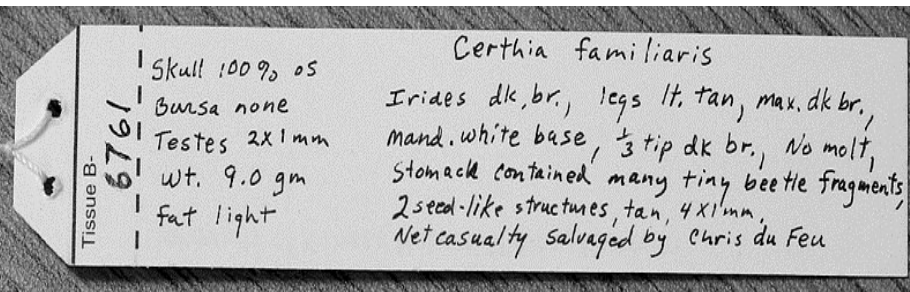 Tissue B-
6761
Skull 100% os
Bursa none
Testes 2x1mm
wt. 9.0 gm
fat light
Certhia familiaris
Irides dk, br., legs lt. tan, max. dk br.,
mand. white base, ⅓ tip dk br., No molt,
Stomach contained many tiny beetle fragments,
2 seed-like structures, tan, 4x1mm.
Net casualty salvaged by Chris du Feu